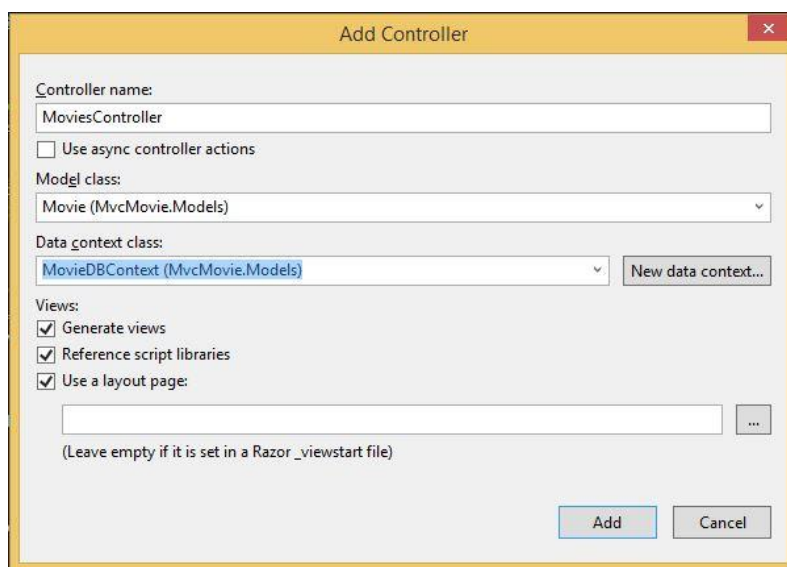 Add Controller
Controller name:
MoviesController
Use async controller actions
Model class:
Movie (MvcMovie.Models)
Data context class:
MovieDBContext (MvcMovie.Models)
New data context...
Views:
Generate views
Reference script libraries
Use a layout page:
...
(Leave empty if it is set in a Razor _viewstart file)
Add
Cancel